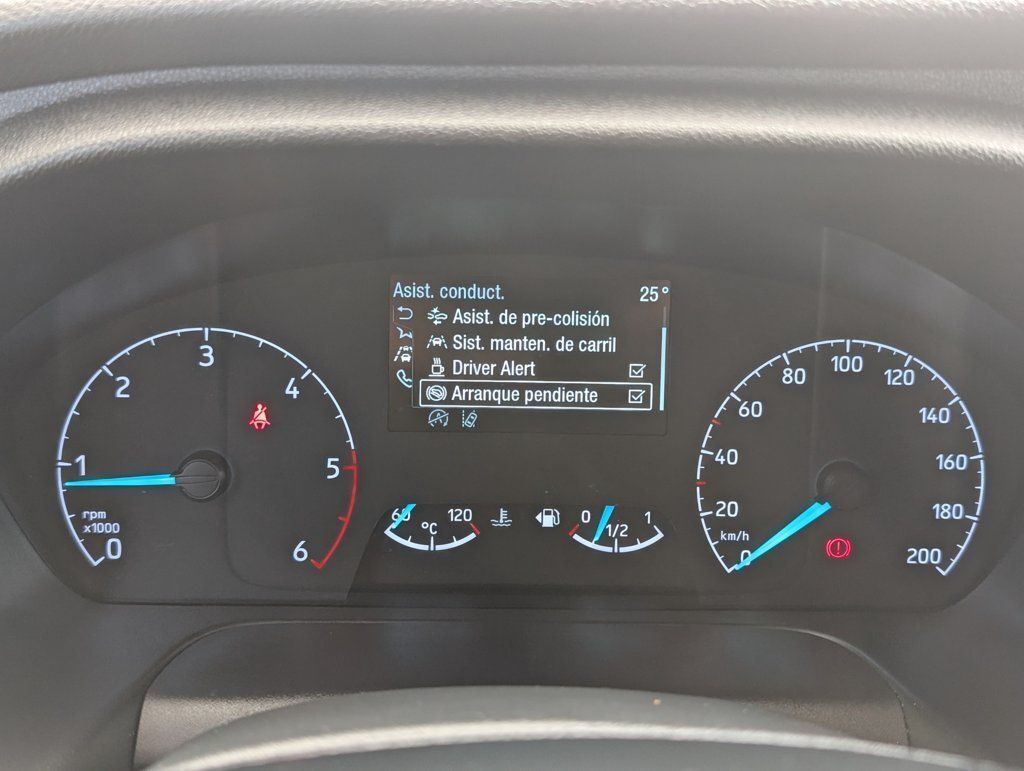 Asist. conduct. 25°
Asist. de pre-colisión
Sist. manten. de carril
Driver Alert
Arranque pendiente
0
1
2
3
4
5
6
rpm
x1000
60
120
°C
0
1/2
1
0
20
40
60
80
100
120
140
160
180
200
km/h